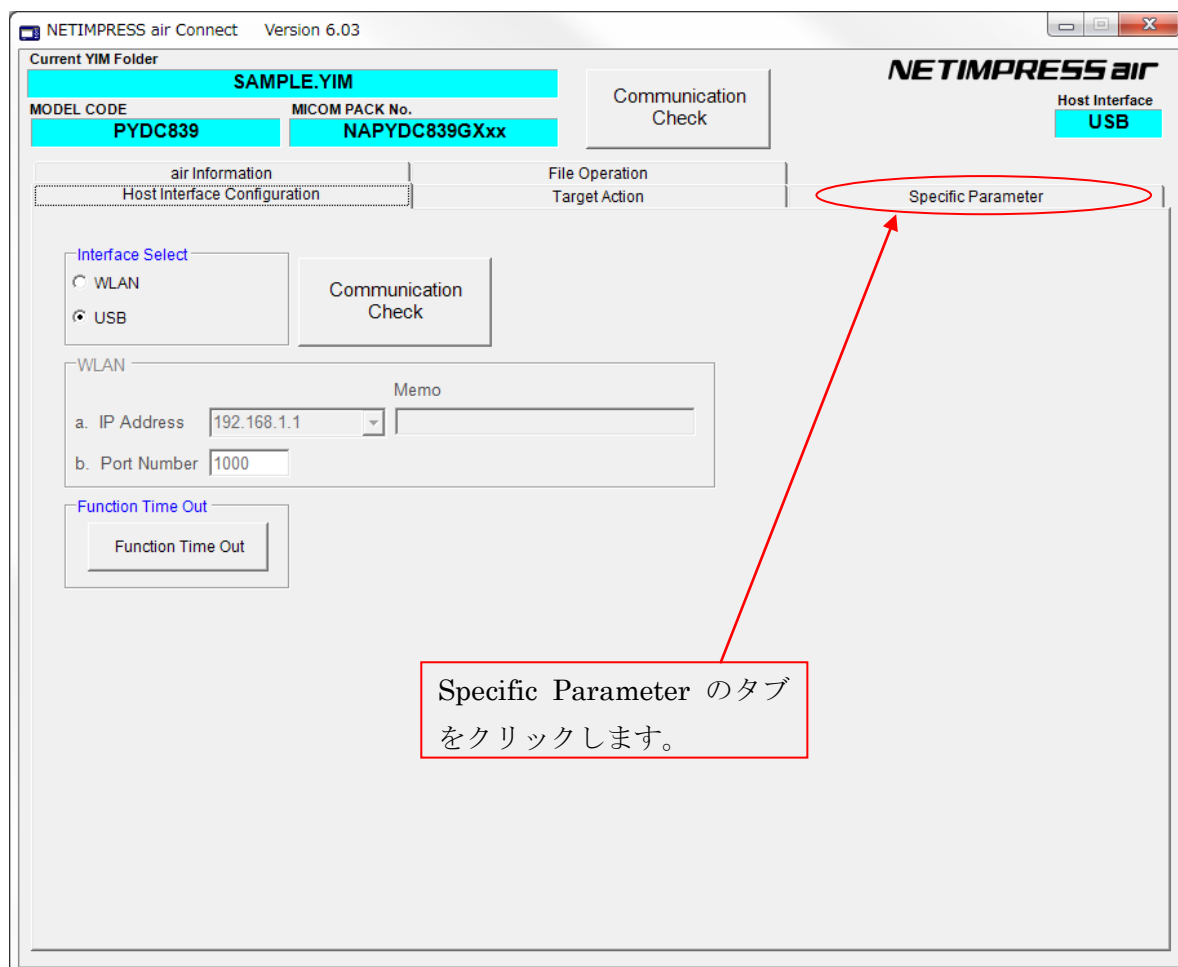 NETIMPRESS air Connect Version 6.03
Current YIM Folder
SAMPLE.YIM
MODEL CODE
MICOM PACK No.
PYDC839
NAPYDC839GXxx
Communication
Check
NETIMPRESS air
Host Interface
USB
air Information
File Operation
Host Interface Configuration
Target Action
Specific Parameter
Interface Select
WLAN
USB
Communication
Check
WLAN
Memo
a. IP Address 192.168.1.1
b. Port Number 1000
Function Time Out
Function Time Out
Specific Parameter のタブ
をクリックします。